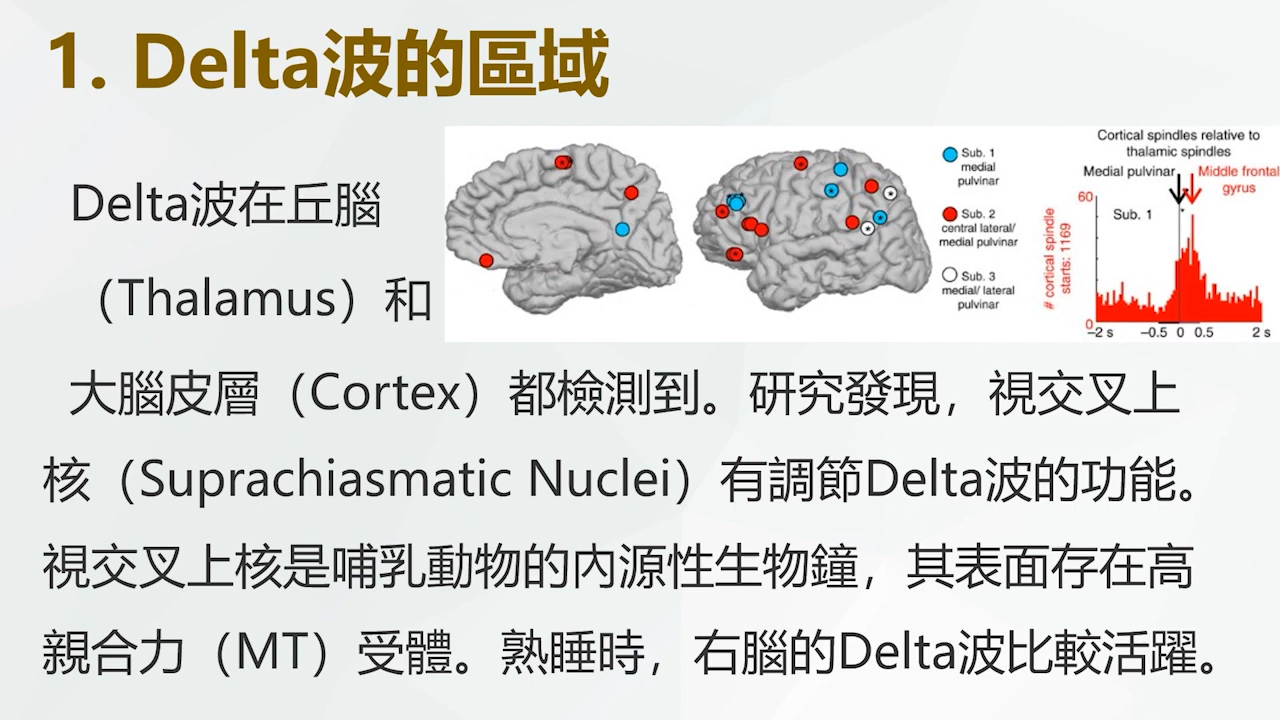 1. Delta波的區域
Delta波在丘腦
（Thalamus）和
Sub. 1
medial
pulvinar
Sub. 2
central lateral/
medial pulvinar
Sub. 3
medial/ lateral
pulvinar
Cortical spindles relative to
thalamic spindles
Medial pulvinar
Middle frontal
gyrus
60
Sub. 1
# cortical spindle
starts: 1169
0
−2 s
−0.5
0
0.5
2 s
大腦皮層（Cortex）都檢測到。研究發現，視交叉上
核（Suprachiasmatic Nuclei）有調節Delta波的功能。
視交叉上核是哺乳動物的內源性生物鐘，其表面存在高
親合力（MT）受體。熟睡時，右腦的Delta波比較活躍。